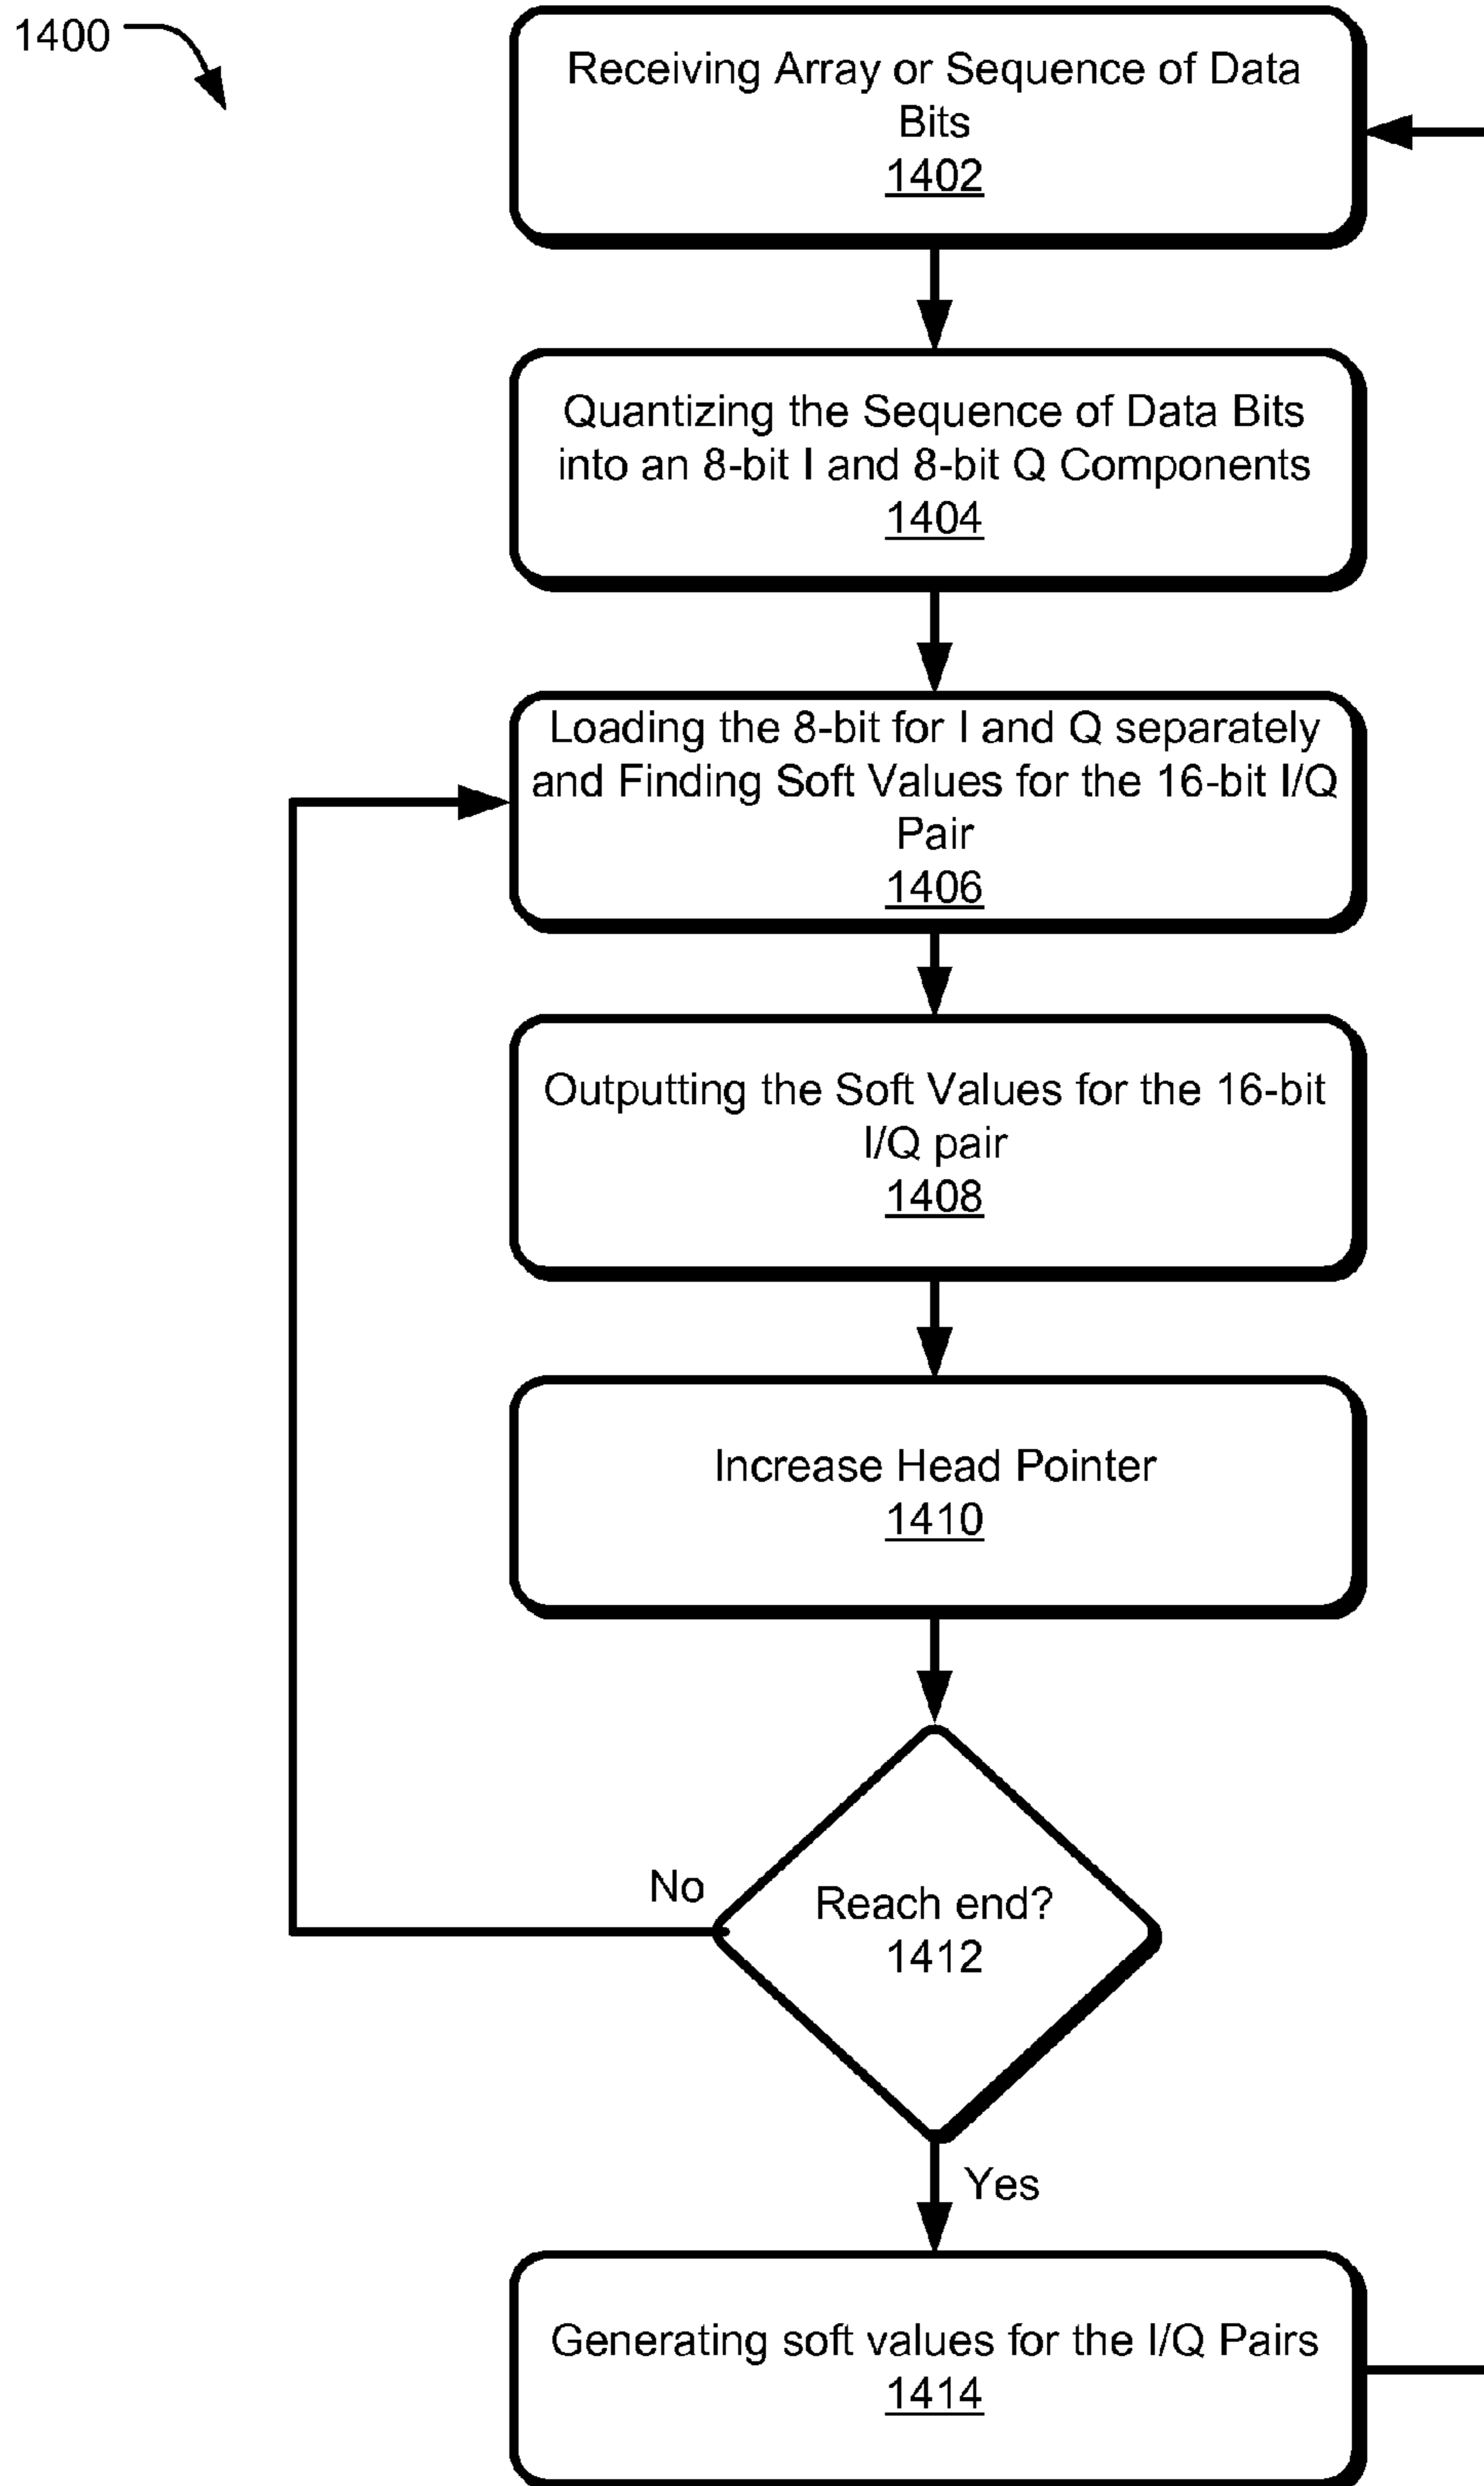 1400
Receiving Array or Sequence of Data
Bits
1402
Quantizing the Sequence of Data Bits
into an 8-bit I and 8-bit Q Components
1404
Loading the 8-bit for I and Q separately
and Finding Soft Values for the 16-bit I/Q
Pair
1406
Outputting the Soft Values for the 16-bit
I/Q pair
1408
Increase Head Pointer
1410
No
Reach end?
1412
Yes
Generating soft values for the I/Q Pairs
1414